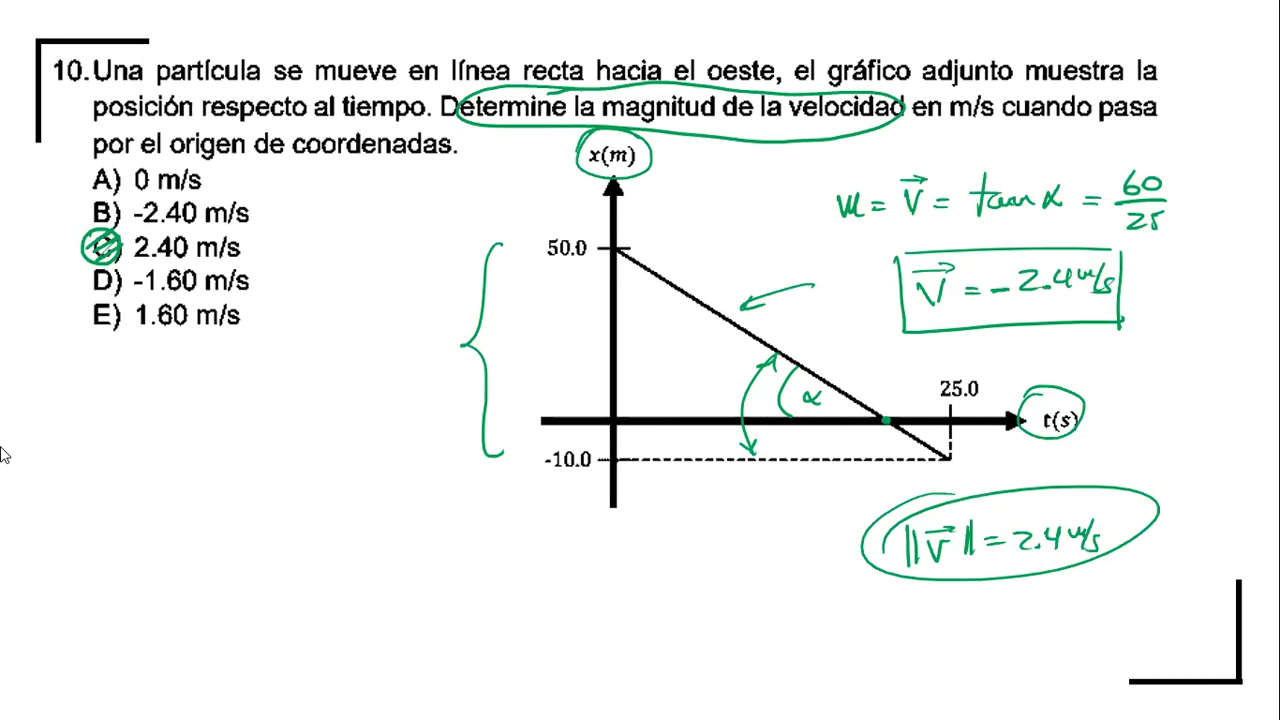 10. Una partícula se mueve en línea recta hacia el oeste, el gráfico adjunto muestra la
posición respecto al tiempo. Determine la magnitud de la velocidad en m/s cuando pasa
por el origen de coordenadas.
A) 0 m/s
B) -2.40 m/s
C) 2.40 m/s
D) -1.60 m/s
E) 1.60 m/s
x(m)
50.0
25.0
t(s)
-10.0
α
m = V⃗ = tan α = 60/25
V⃗ = -2.4 m/s
||V⃗|| = 2.4 m/s